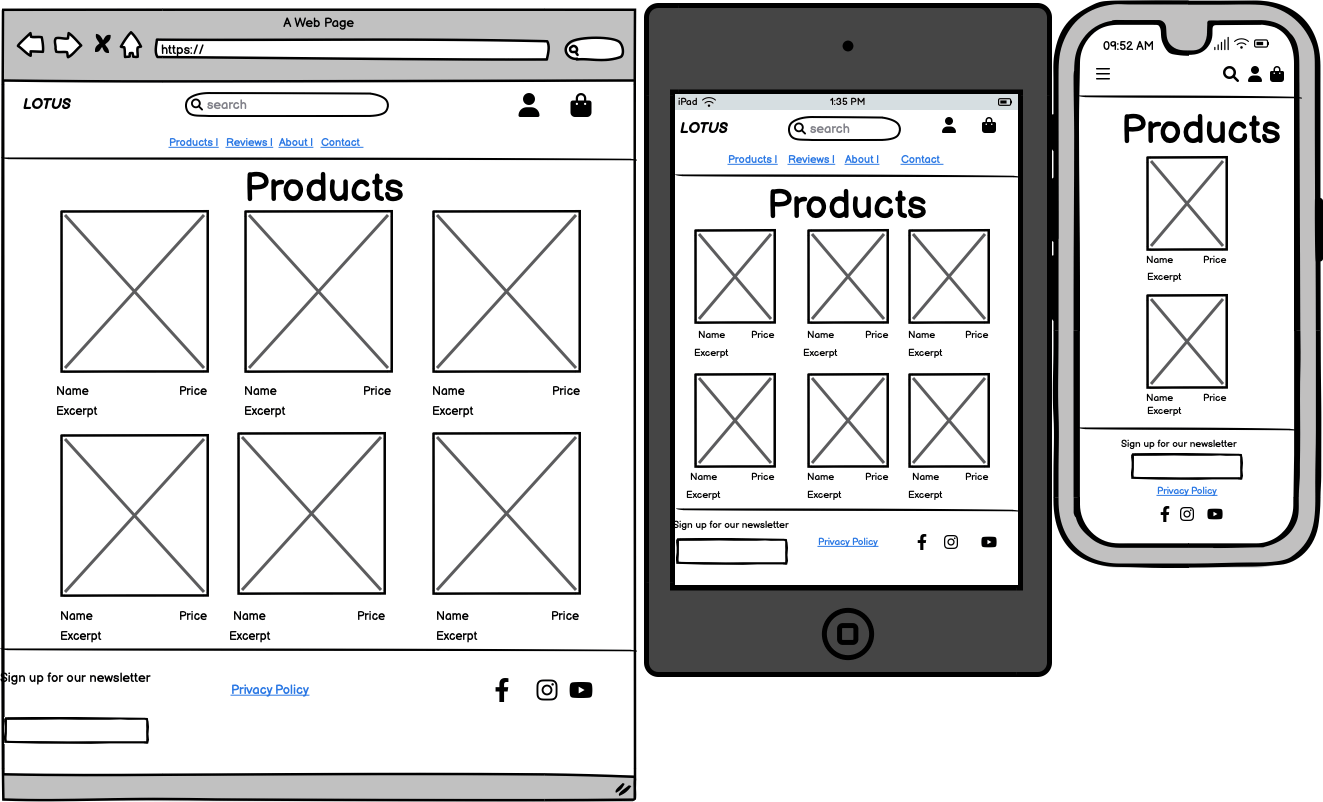 A Web Page
https://
LOTUS
search
Products | Reviews | About | Contact
Products
Name Price Name Price Name Price
Excerpt Excerpt Excerpt
Name Price Name Price Name Price
Excerpt Excerpt Excerpt
Sign up for our newsletter
Privacy Policy
iPad 1:35 PM
LOTUS
search
Products | Reviews | About | Contact
Products
Name Price Name Price Name Price
Excerpt Excerpt Excerpt
Name Price Name Price Name Price
Excerpt Excerpt Excerpt
Sign up for our newsletter
Privacy Policy
09:52 AM
Products
Name Price
Excerpt
Name Price
Excerpt
Sign up for our newsletter
Privacy Policy